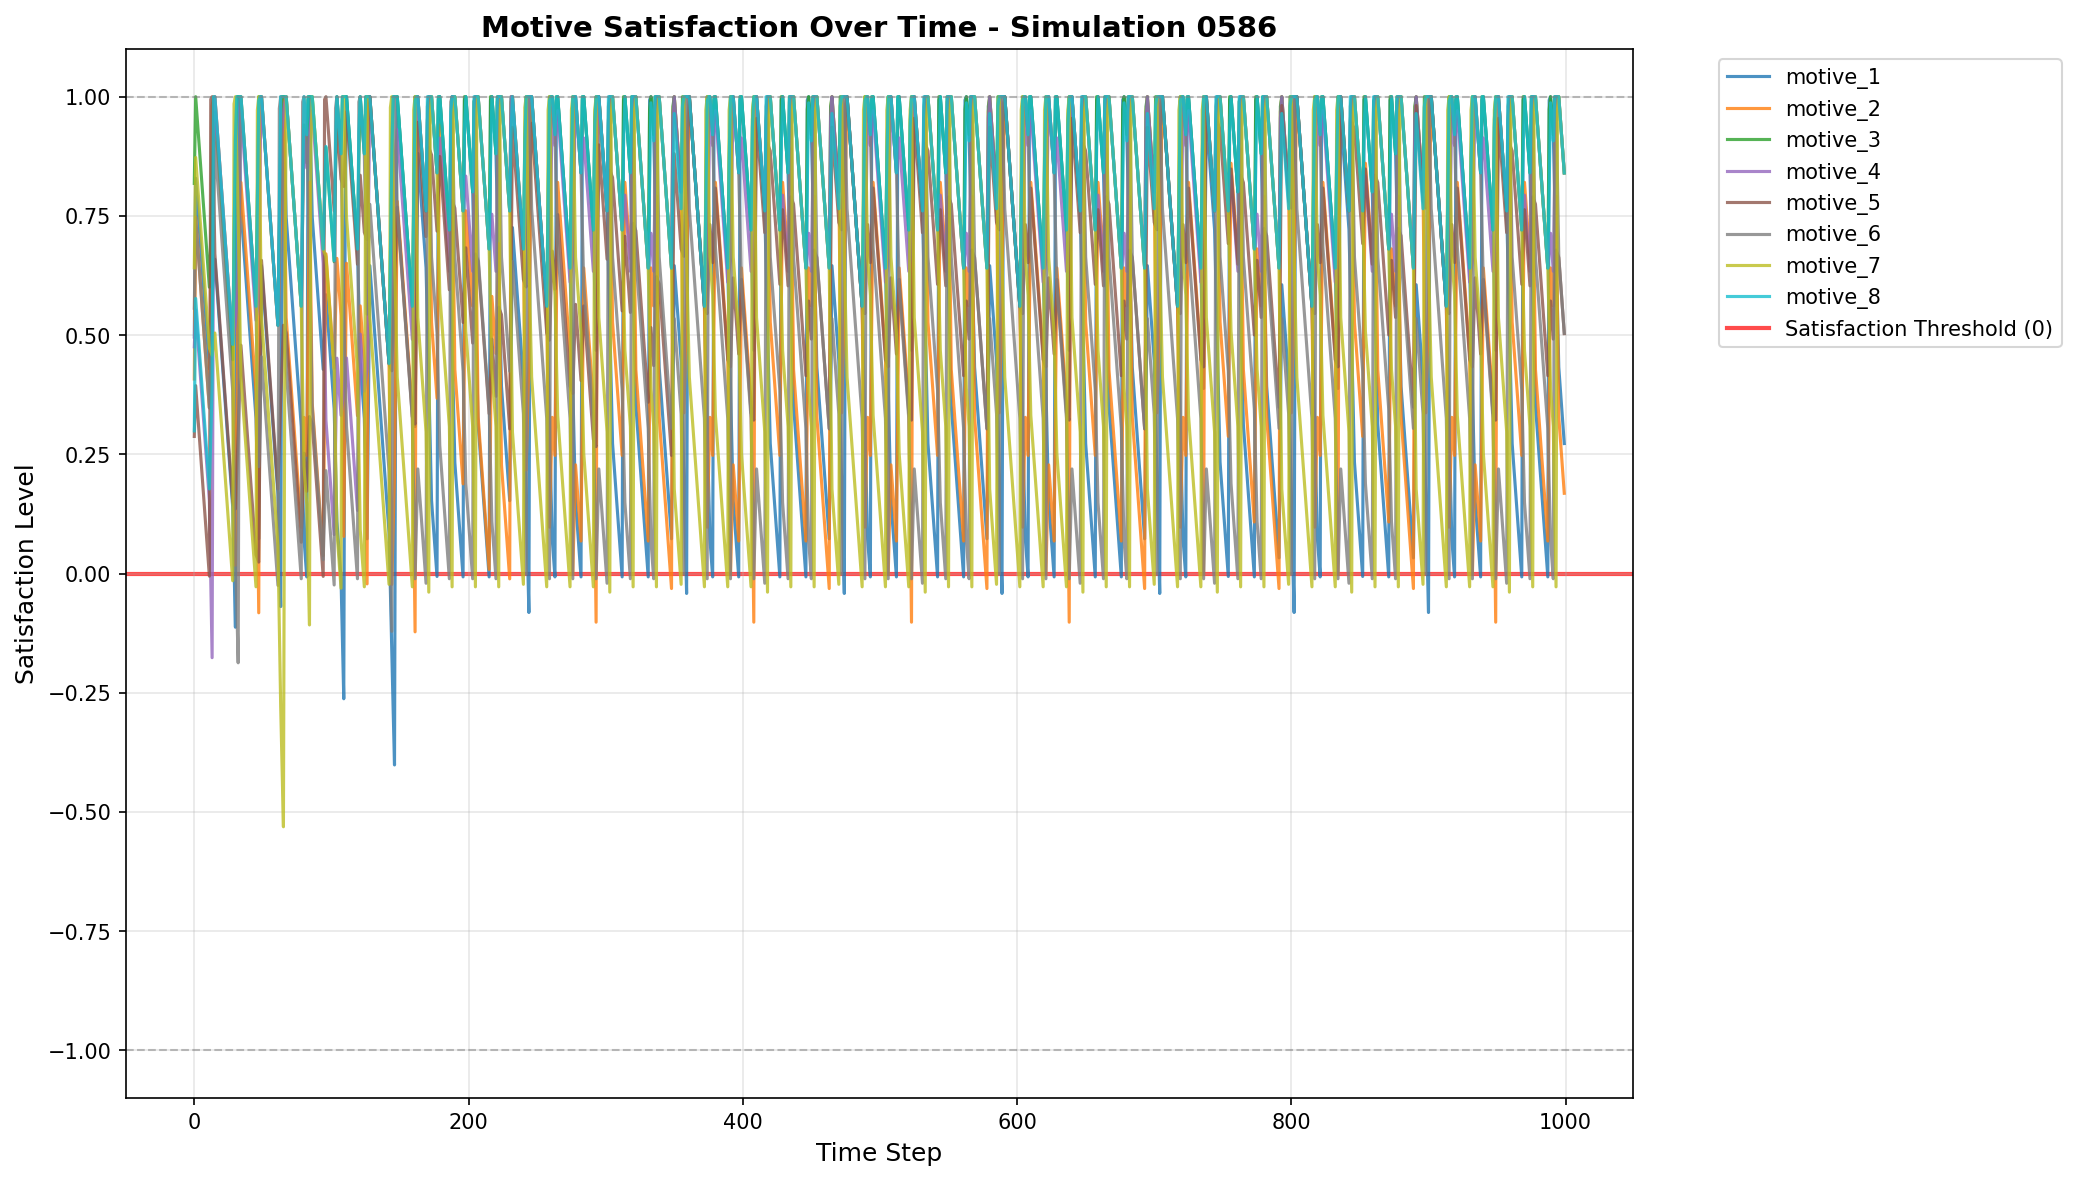 Motive Satisfaction Over Time - Simulation 0586
1.00
0.75
0.50
0.25
0.00
−0.25
−0.50
−0.75
−1.00
Satisfaction Level
0
200
400
600
800
1000
Time Step
motive_1
motive_2
motive_3
motive_4
motive_5
motive_6
motive_7
motive_8
Satisfaction Threshold (0)